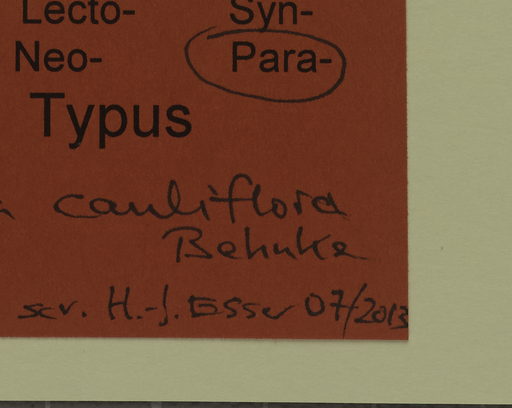 Lecto- Syn-
Neo- Para-
Typus
cauliflora
Behnke
scr. H.-J. Esser 07/2013